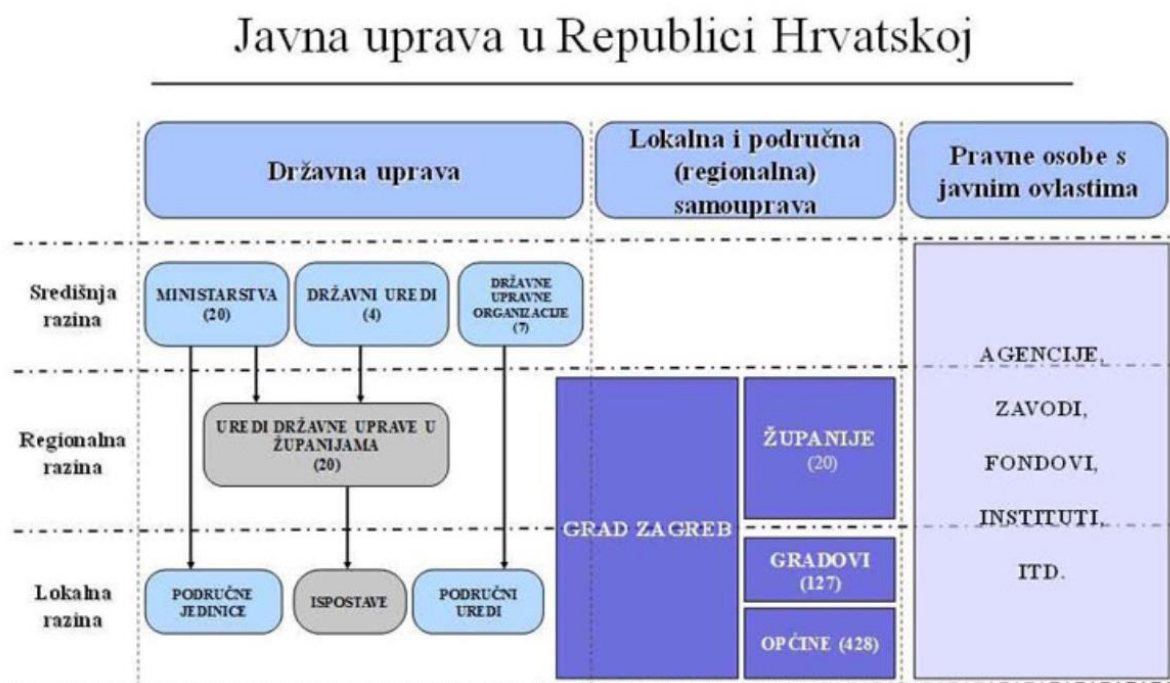 Javna uprava u Republici Hrvatskoj
Državna uprava
Lokalna i područna
(regionalna)
samouprava
Pravne osobe s
javnim ovlastima
Središnja
razina
MINISTARSTVA
(20)
DRŽAVNI UREDI
(4)
DRŽAVNE
UPRAVNE
ORGANIZACIJE
(7)
Regionalna
razina
UREDI DRŽAVNE UPRAVE U
ŽUPANIJAMA
(20)
GRAD ZAGREB
ŽUPANIJE
(20)
Lokalna
razina
PODRUČNE
JEDINICE
ISPOSTAVE
PODRUČNI
UREDI
GRADOVI
(127)
OPĆINE (428)
AGENCIJE,
ZAVODI,
FONDOVI,
INSTITUTI,
ITD.